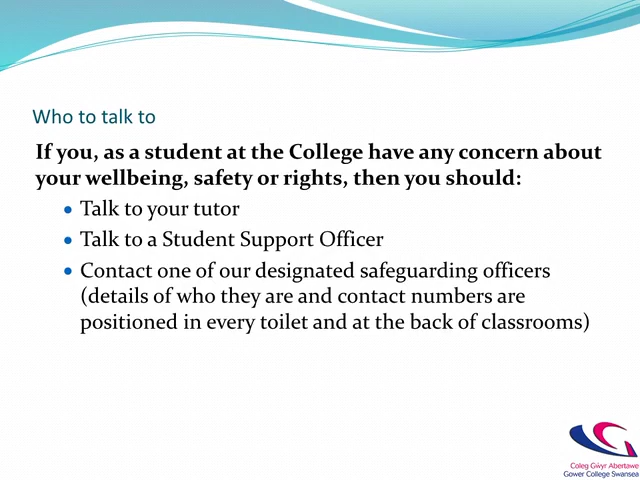 Who to talk to
If you, as a student at the College have any concern about
your wellbeing, safety or rights, then you should:
• Talk to your tutor
• Talk to a Student Support Officer
• Contact one of our designated safeguarding officers
(details of who they are and contact numbers are
positioned in every toilet and at the back of classrooms)
Coleg Gŵyr Abertawe
Gower College Swansea